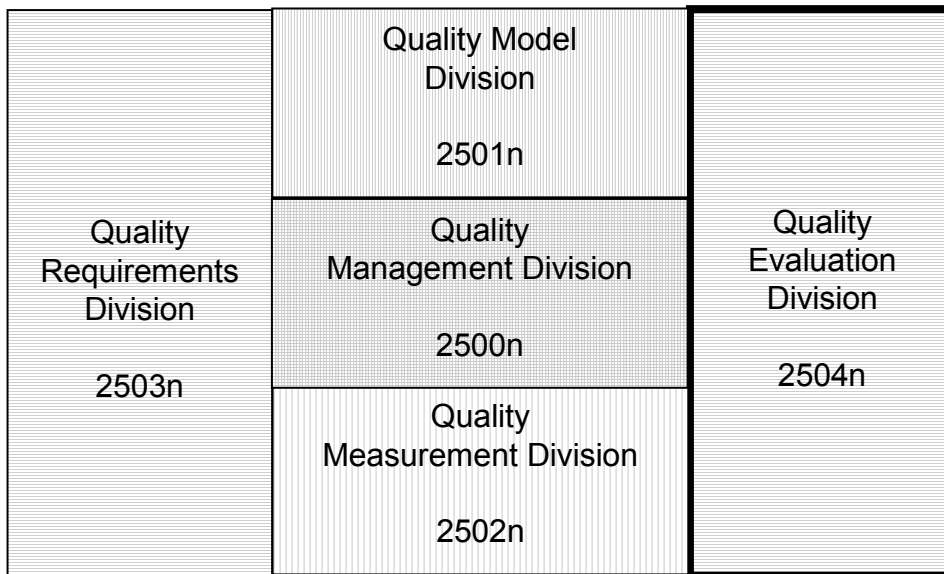 Quality
Requirements
Division
2503n
Quality Model
Division
2501n
Quality
Management Division
2500n
Quality
Measurement Division
2502n
Quality
Evaluation
Division
2504n